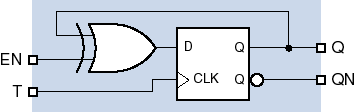 D Q Q
EN
CLK Q QN
T